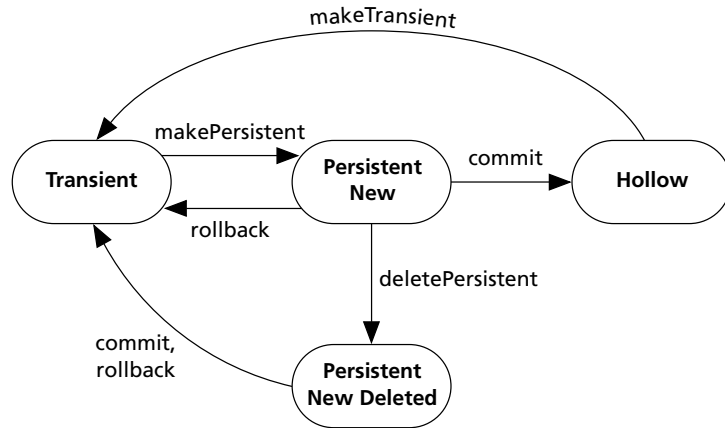 makeTransient
makePersistent
Transient
Persistent
New
commit
Hollow
rollback
deletePersistent
commit,
rollback
Persistent
New Deleted